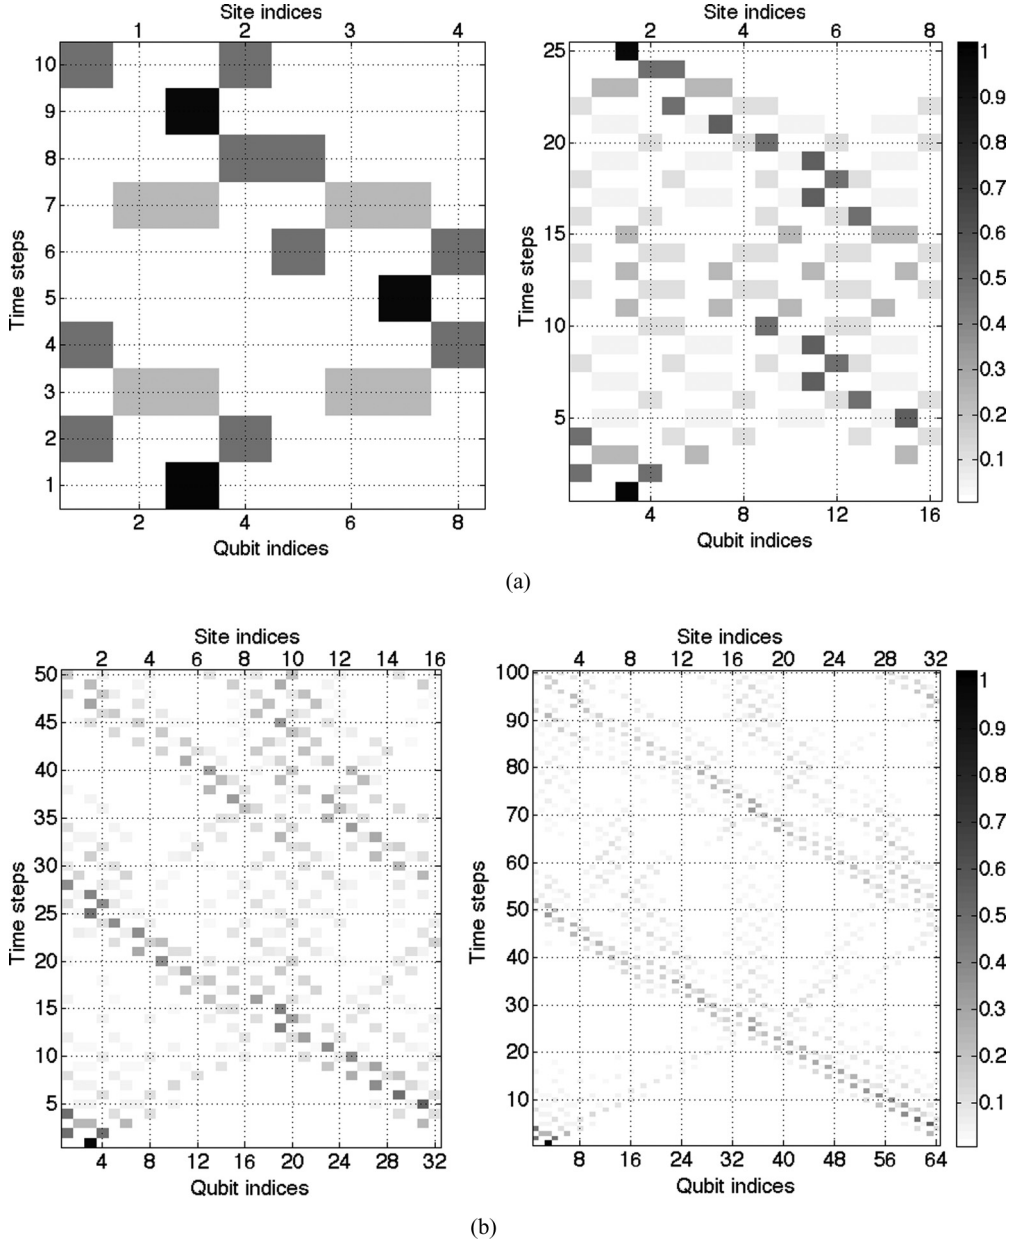 Site indices
1 2 3 4
10
9
8
7
6
5
4
3
2
1
Time steps
2 4 6 8
Qubit indices
Site indices
2 4 6 8
25
20
15
10
5
Time steps
4 8 12 16
Qubit indices
1
0.9
0.8
0.7
0.6
0.5
0.4
0.3
0.2
0.1
(a)
Site indices
2 4 6 8 10 12 14 16
50
45
40
35
30
25
20
15
10
5
Time steps
4 8 12 16 20 24 28 32
Qubit indices
Site indices
4 8 12 16 20 24 28 32
100
90
80
70
60
50
40
30
20
10
Time steps
8 16 24 32 40 48 56 64
Qubit indices
1
0.9
0.8
0.7
0.6
0.5
0.4
0.3
0.2
0.1
(b)